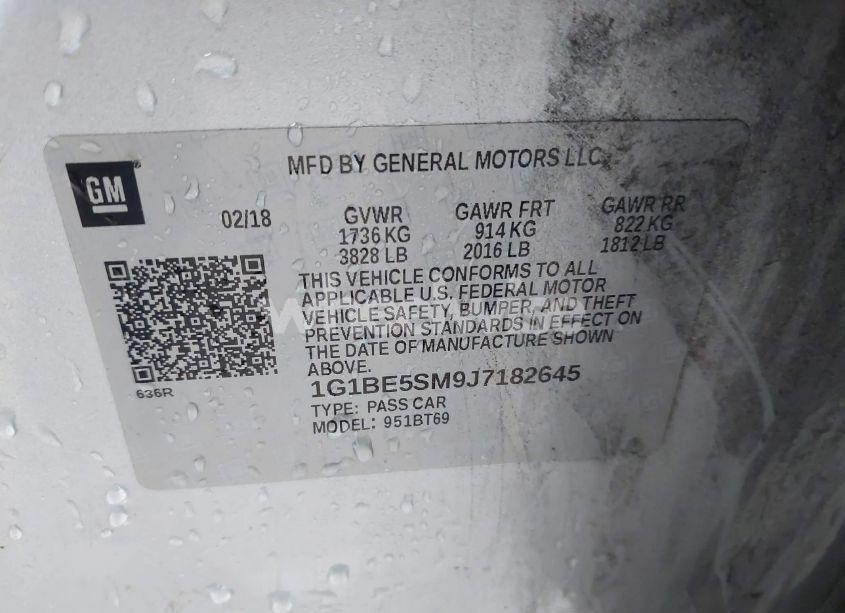 MFD BY GENERAL MOTORS LLC
GM
02/18
GVWR
1736 KG
3828 LB
GAWR FRT
914 KG
2016 LB
GAWR RR
822 KG
1812 LB
THIS VEHICLE CONFORMS TO ALL
APPLICABLE U.S. FEDERAL MOTOR
VEHICLE SAFETY, BUMPER, AND THEFT
PREVENTION STANDARDS IN EFFECT ON
THE DATE OF MANUFACTURE SHOWN
ABOVE.
1G1BE5SM9J7182645
TYPE: PASS CAR
MODEL: 951BT69
636R